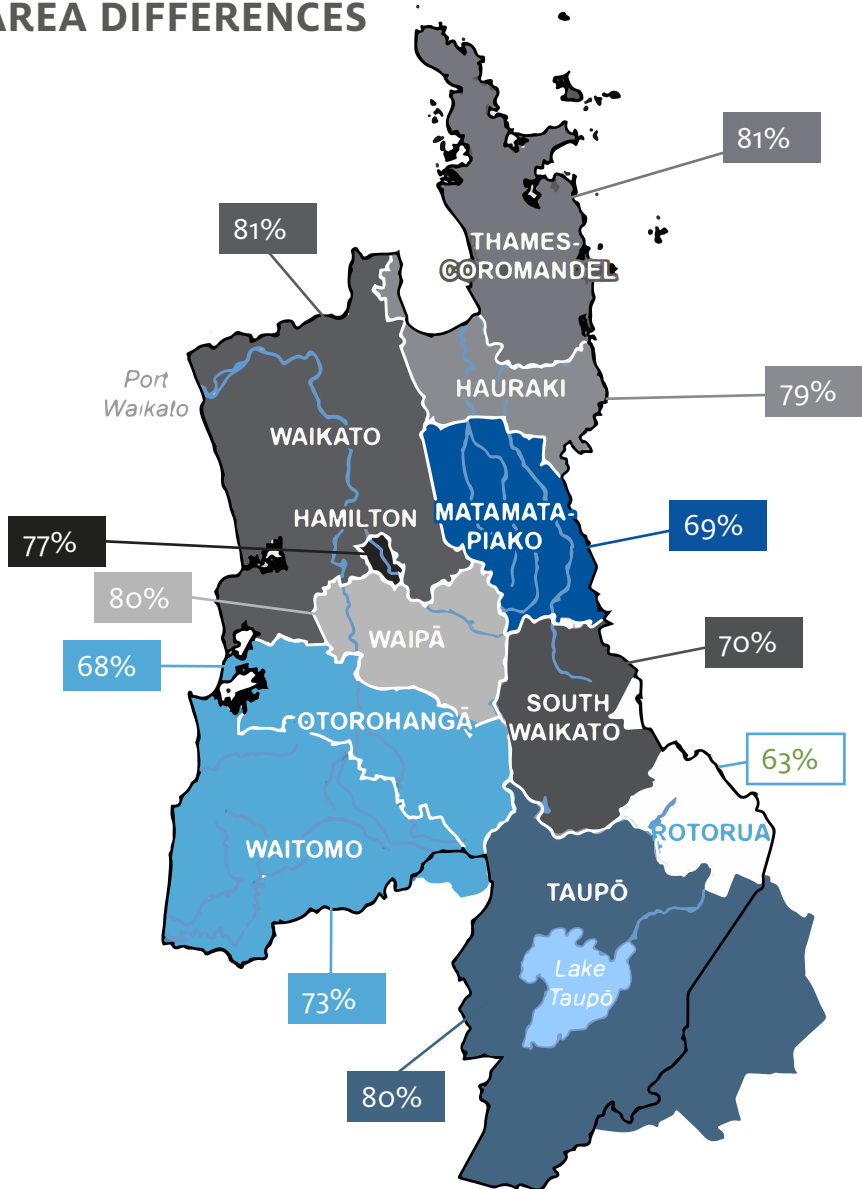 AREA DIFFERENCES
81%
THAMES-
COROMANDEL
81%
Port
Waikato
HAURAKI
79%
WAIKATO
HAMILTON
MATAMATA-
PIAKO
69%
77%
80%
WAIPĀ
68%
70%
SOUTH
WAIKATO
OTOROHANGĀ
63%
ROTORUA
WAITOMO
TAUPŌ
Lake
Taupō
73%
80%